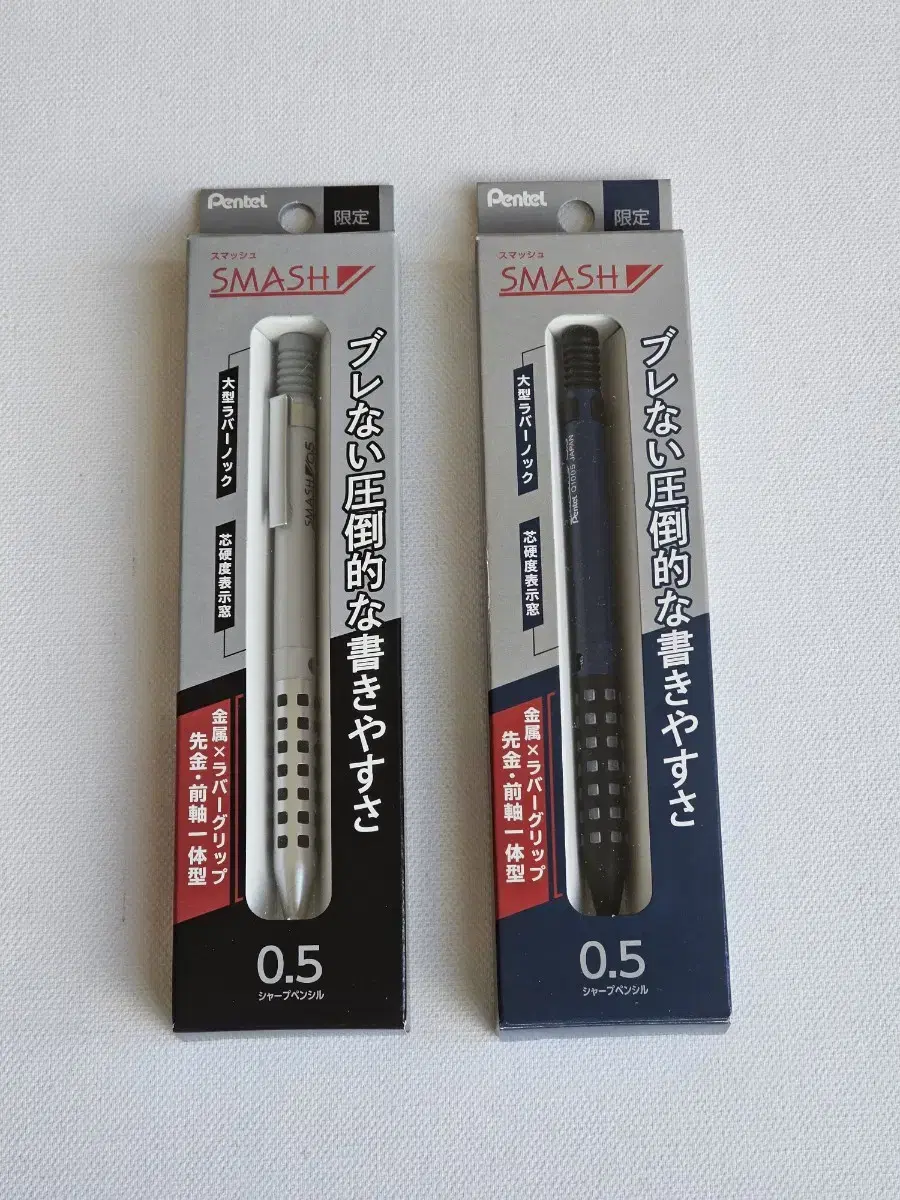 Pentel
限定
スマッシュ
SMASH
ブレない圧倒的な書きやすさ
大型ラバーノック
芯硬度表示窓
SMASH
金属×ラバーグリップ
先金・前軸一体型
0.5
シャープペンシル
Pentel
限定
スマッシュ
SMASH
ブレない圧倒的な書きやすさ
大型ラバーノック
芯硬度表示窓
Pentel Q1005 JAPAN
金属×ラバーグリップ
先金・前軸一体型
0.5
シャープペンシル